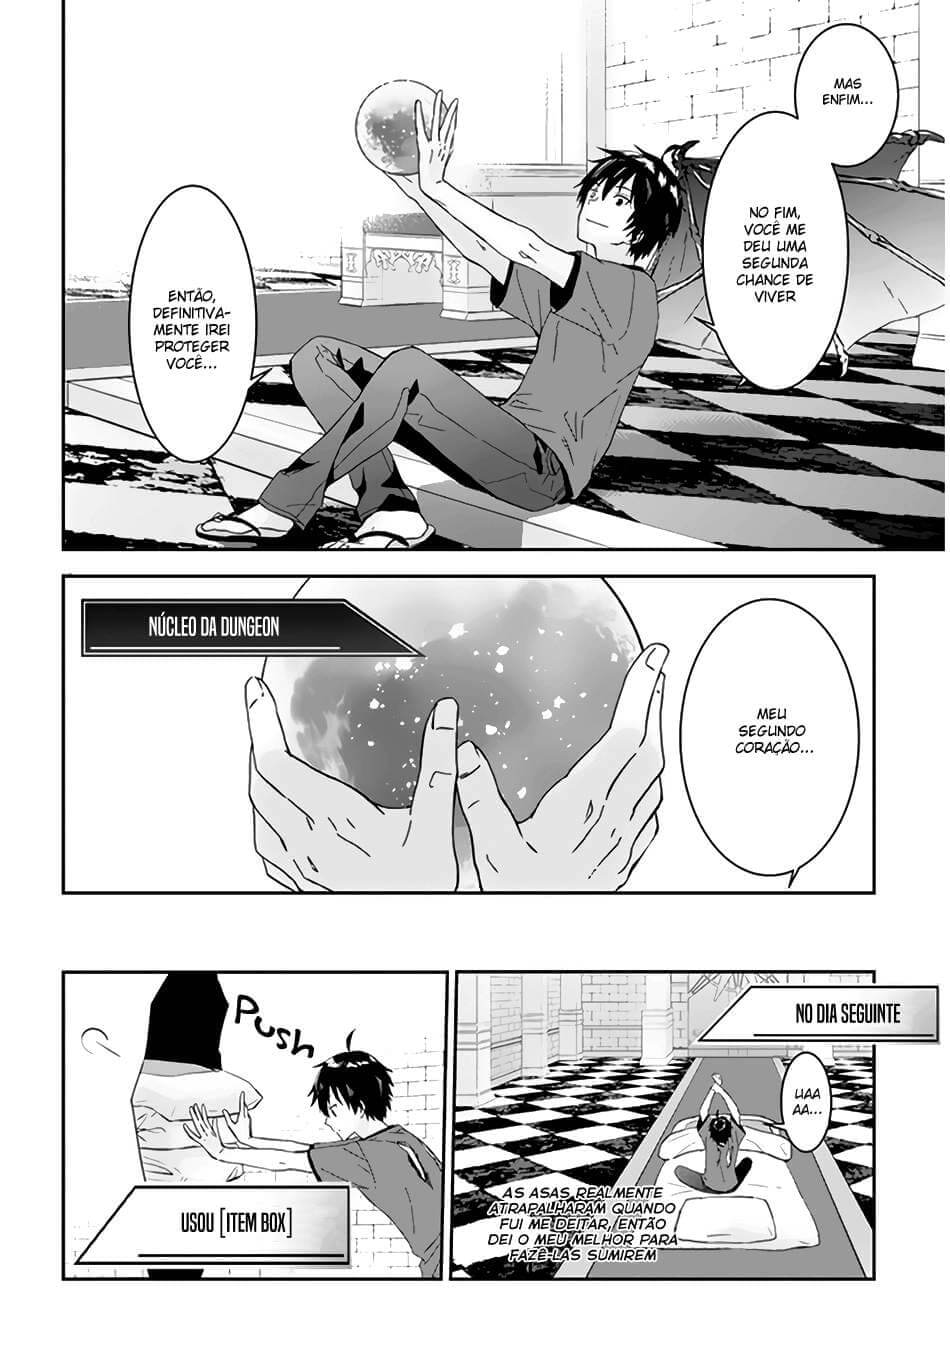 MAS
ENFIM...
NO FIM,
VOCÊ ME
DEU UMA
SEGUNDA
CHANCE DE
VIVER
ENTÃO,
DEFINITIVA-
MENTE IREI
PROTEGER
VOCÊ...
NÚCLEO DA DUNGEON
MEU
SEGUNDO
CORAÇÃO...
NO DIA SEGUINTE
UAA
AA...
AS ASAS REALMENTE
ATRAPALHARAM QUANDO
FUI ME DEITAR, ENTÃO
DEI O MEU MELHOR PARA
FAZÊ-LAS SUMIREM
Push
USOU [ITEM BOX]